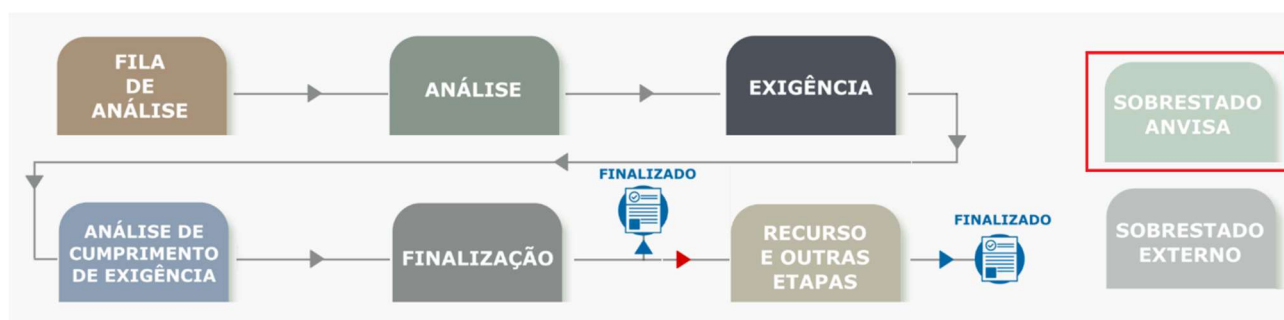 FILA
DE
ANÁLISE
ANÁLISE
EXIGÊNCIA
SOBRESTADO
ANVISA
FINALIZADO
ANÁLISE DE
CUMPRIMENTO
DE EXIGÊNCIA
FINALIZAÇÃO
RECURSO
E OUTRAS
ETAPAS
FINALIZADO
SOBRESTADO
EXTERNO